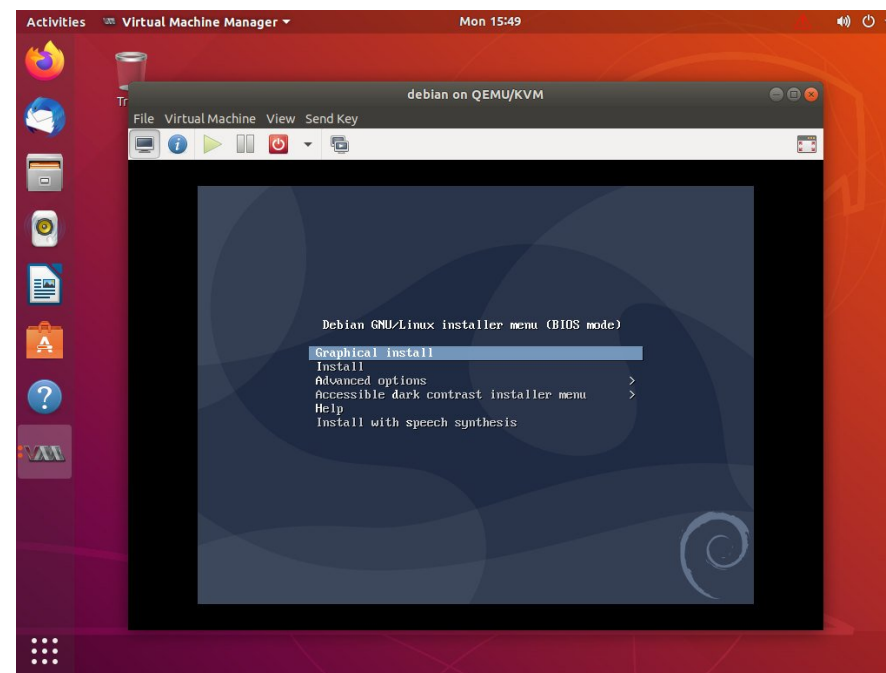 Activities Virtual Machine Manager Mon 15:49
Tr
debian on QEMU/KVM
File Virtual Machine View Send Key
Debian GNU/Linux installer menu (BIOS mode)
Graphical install
Install
Advanced options >
Accessible dark contrast installer menu >
Help
Install with speech synthesis